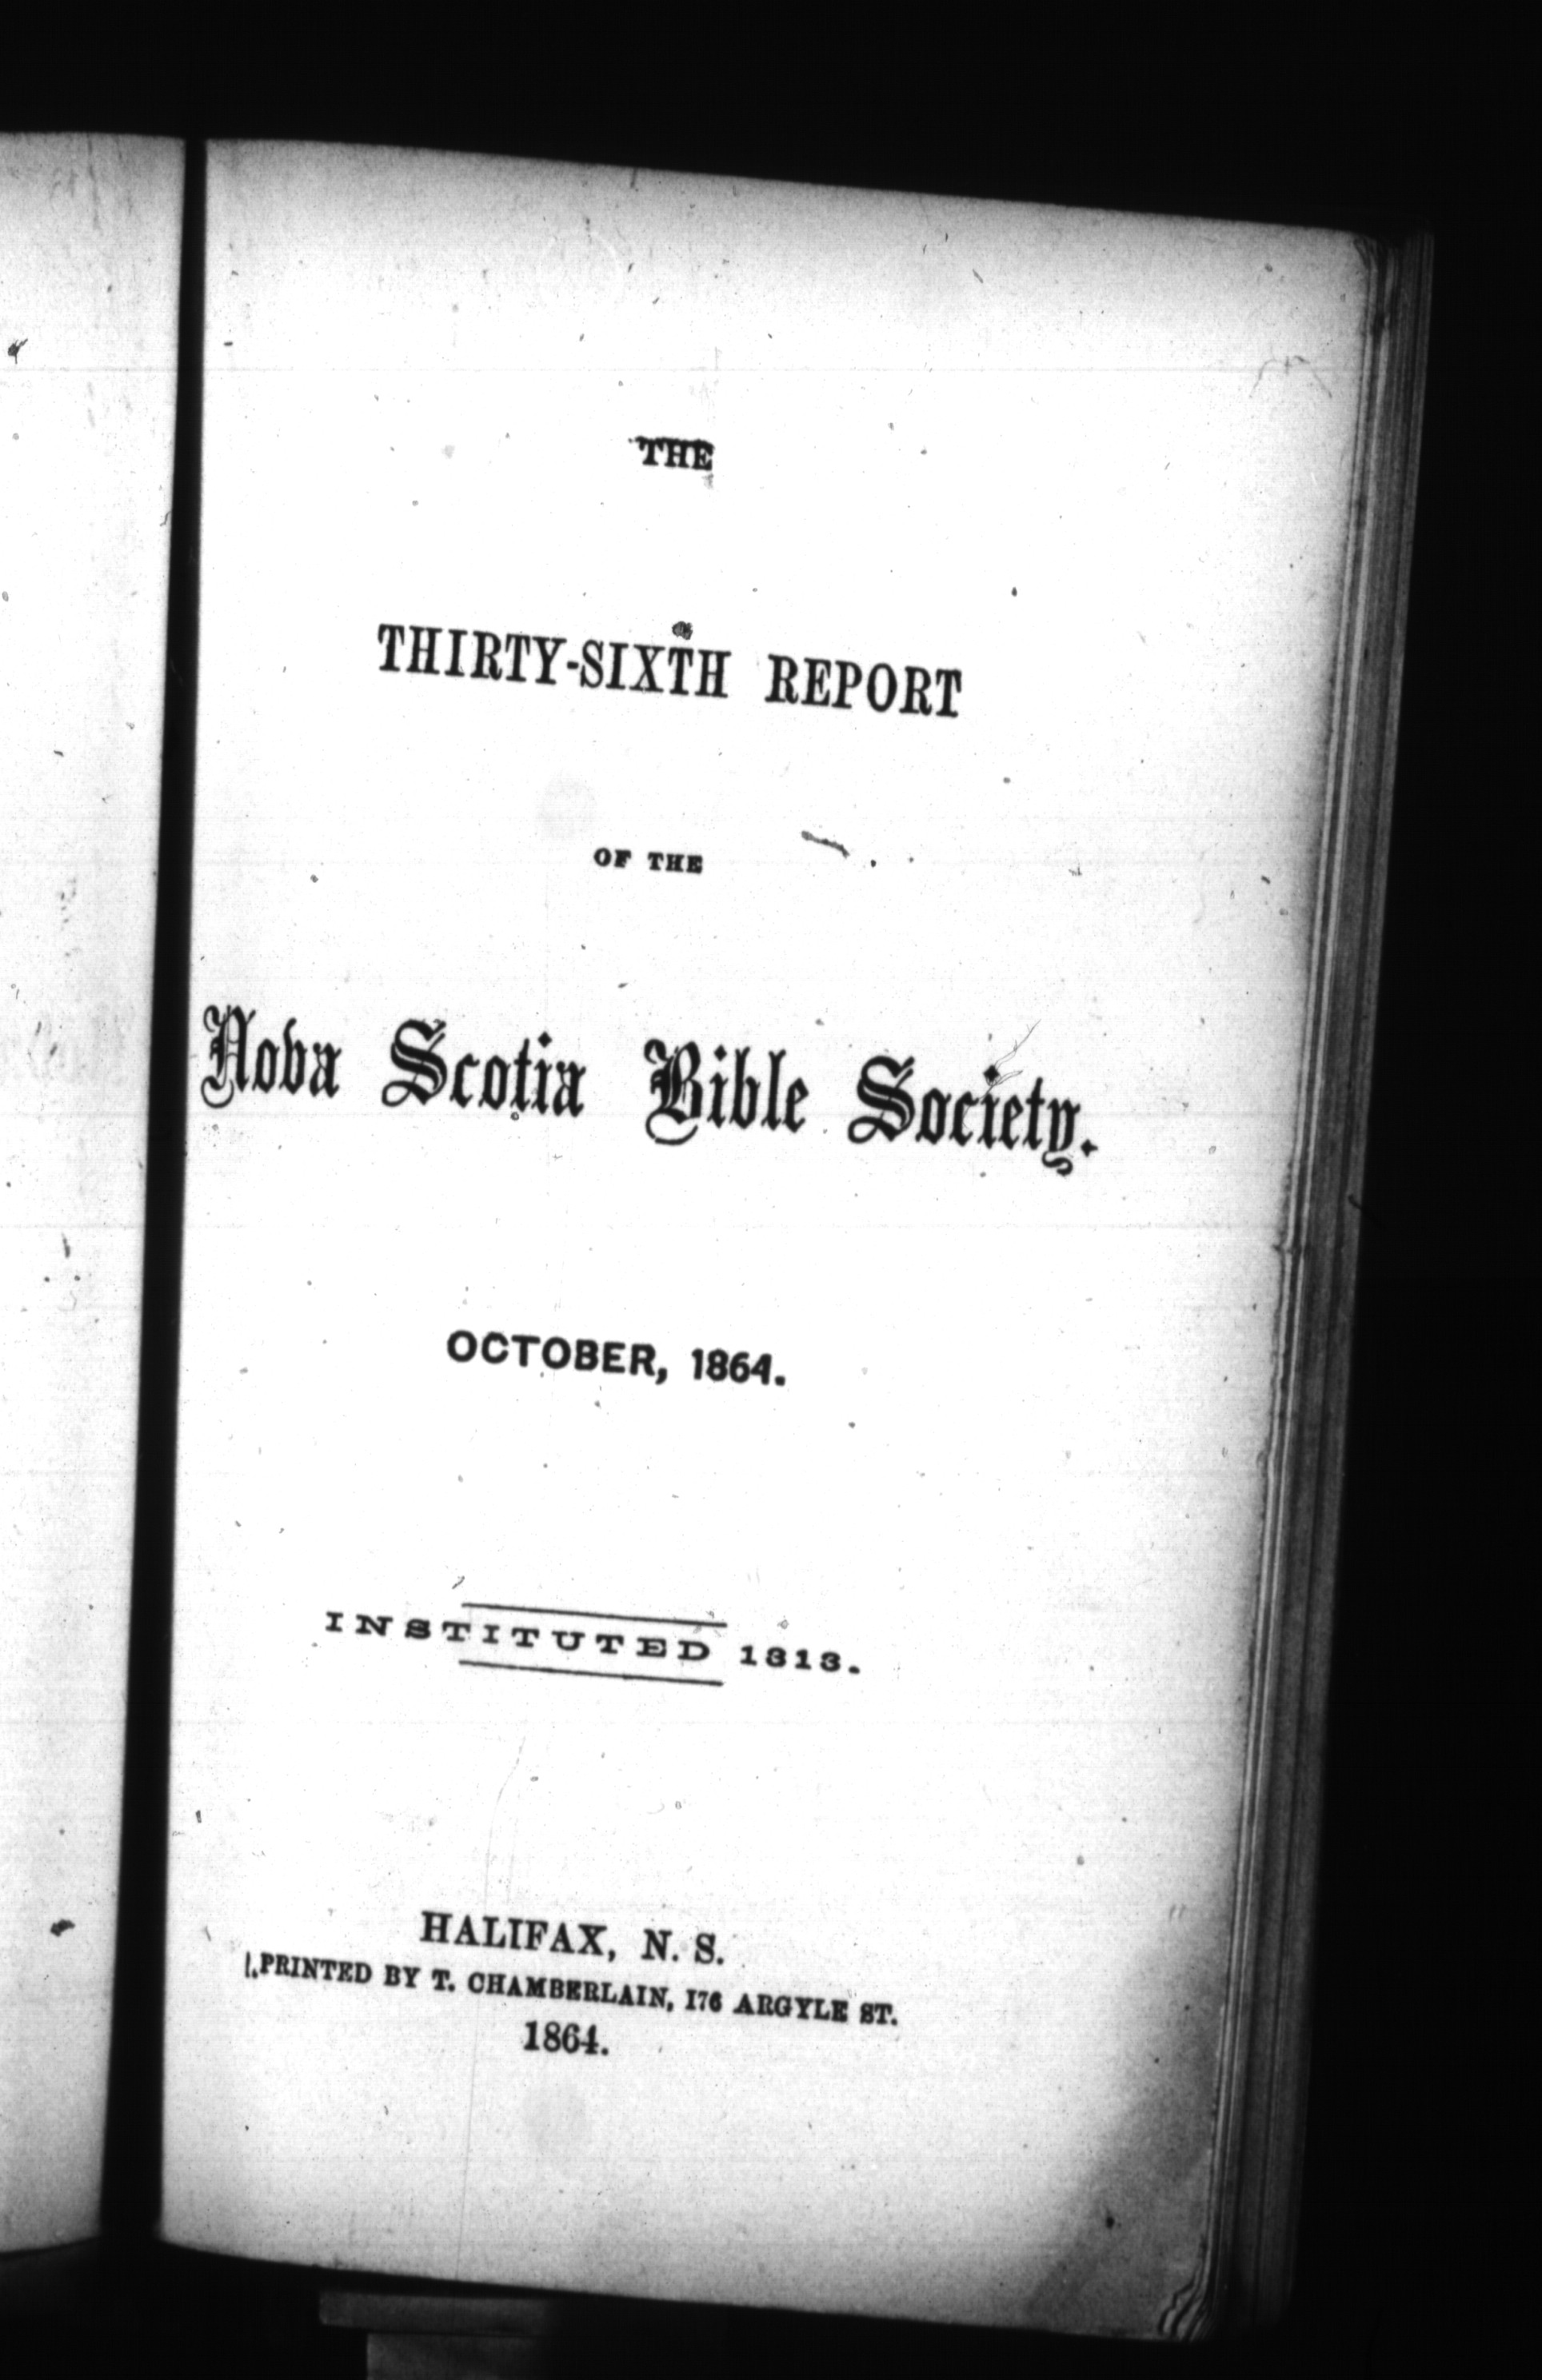 THE
THIRTY-SIXTH REPORT
OF THE
Nova Scotia Bible Society.
OCTOBER, 1864.
INSTITUTED 1813.
HALIFAX, N. S.
PRINTED BY T. CHAMBERLAIN, 176 ARGYLE ST.
1864.